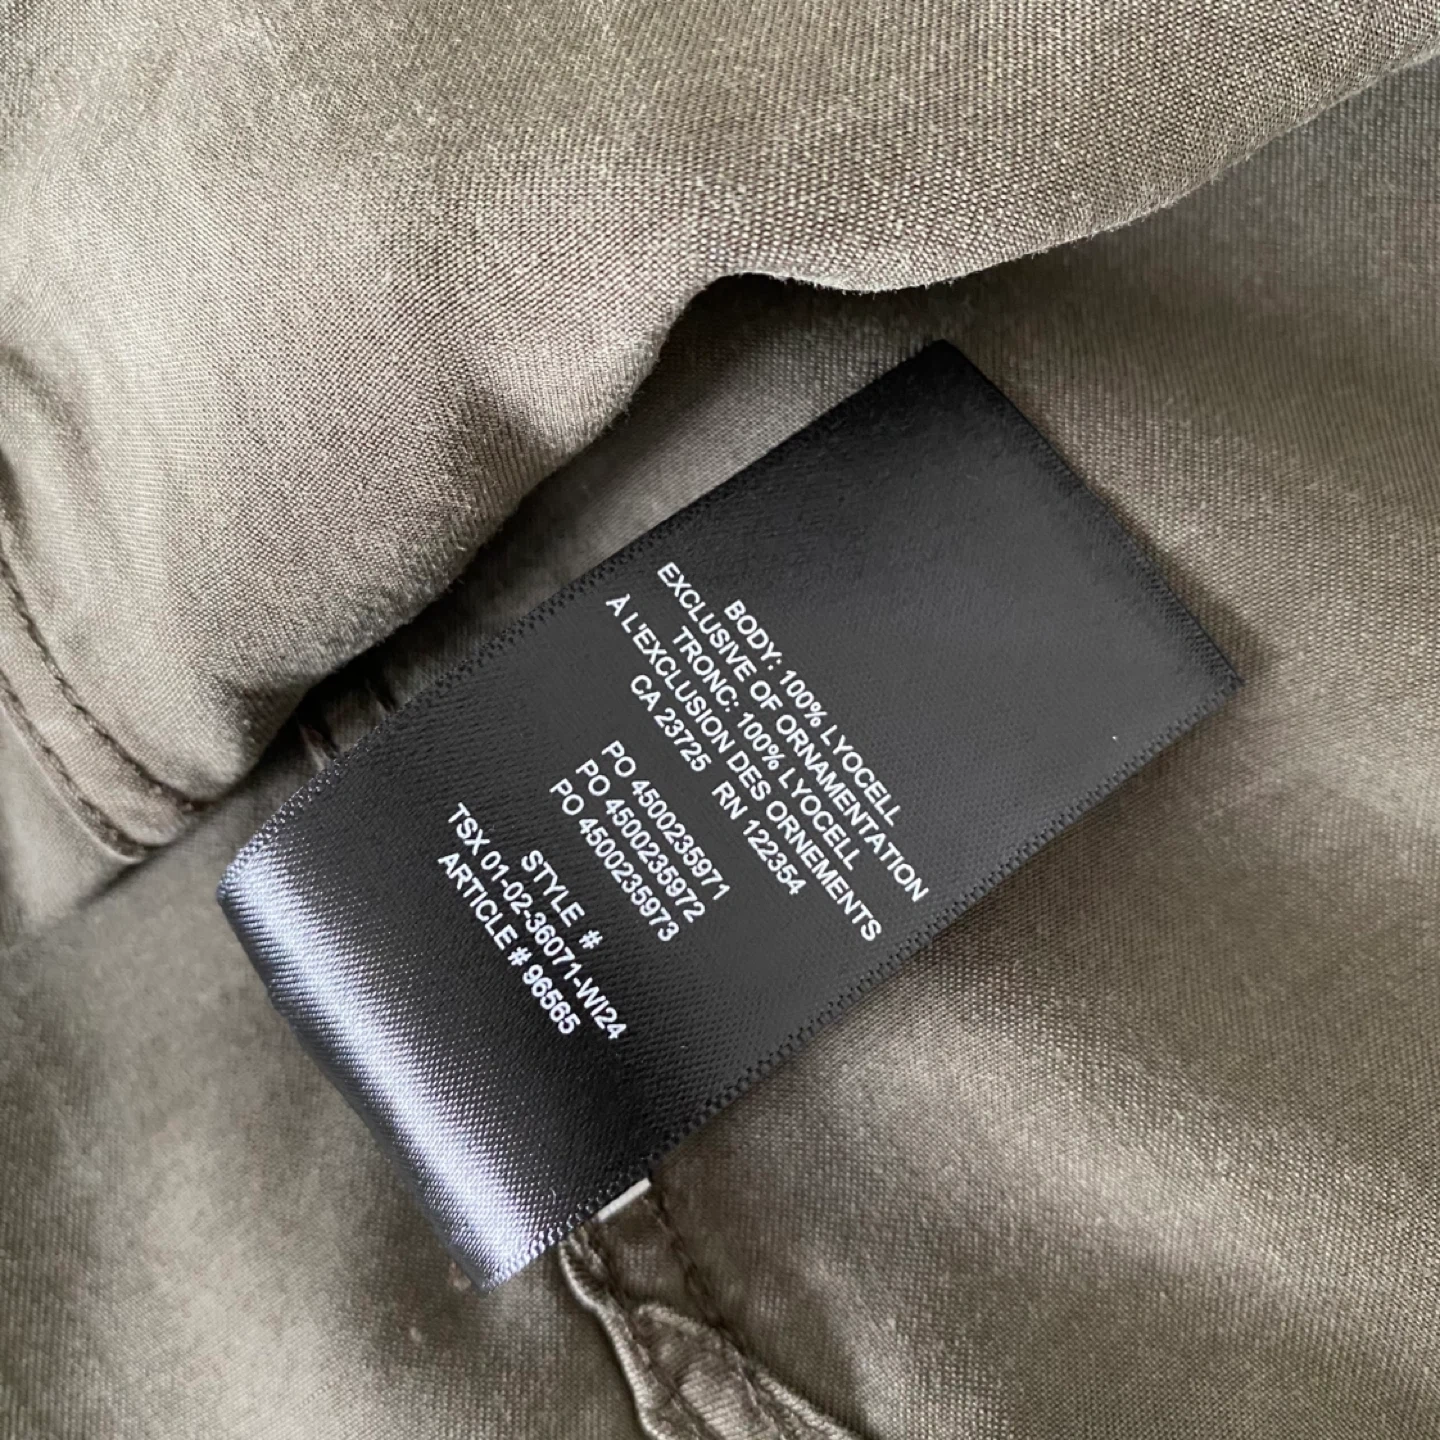 BODY: 100% LYOCELL
EXCLUSIVE OF ORNAMENTATION
TRONC: 100% LYOCELL
À L'EXCLUSION DES ORNEMENTS
CA 23725 RN 122354
PO 4500235971
PO 4500235972
PO 4500235973
STYLE #
TSX 01-02-36071-WI24
ARTICLE # 96565